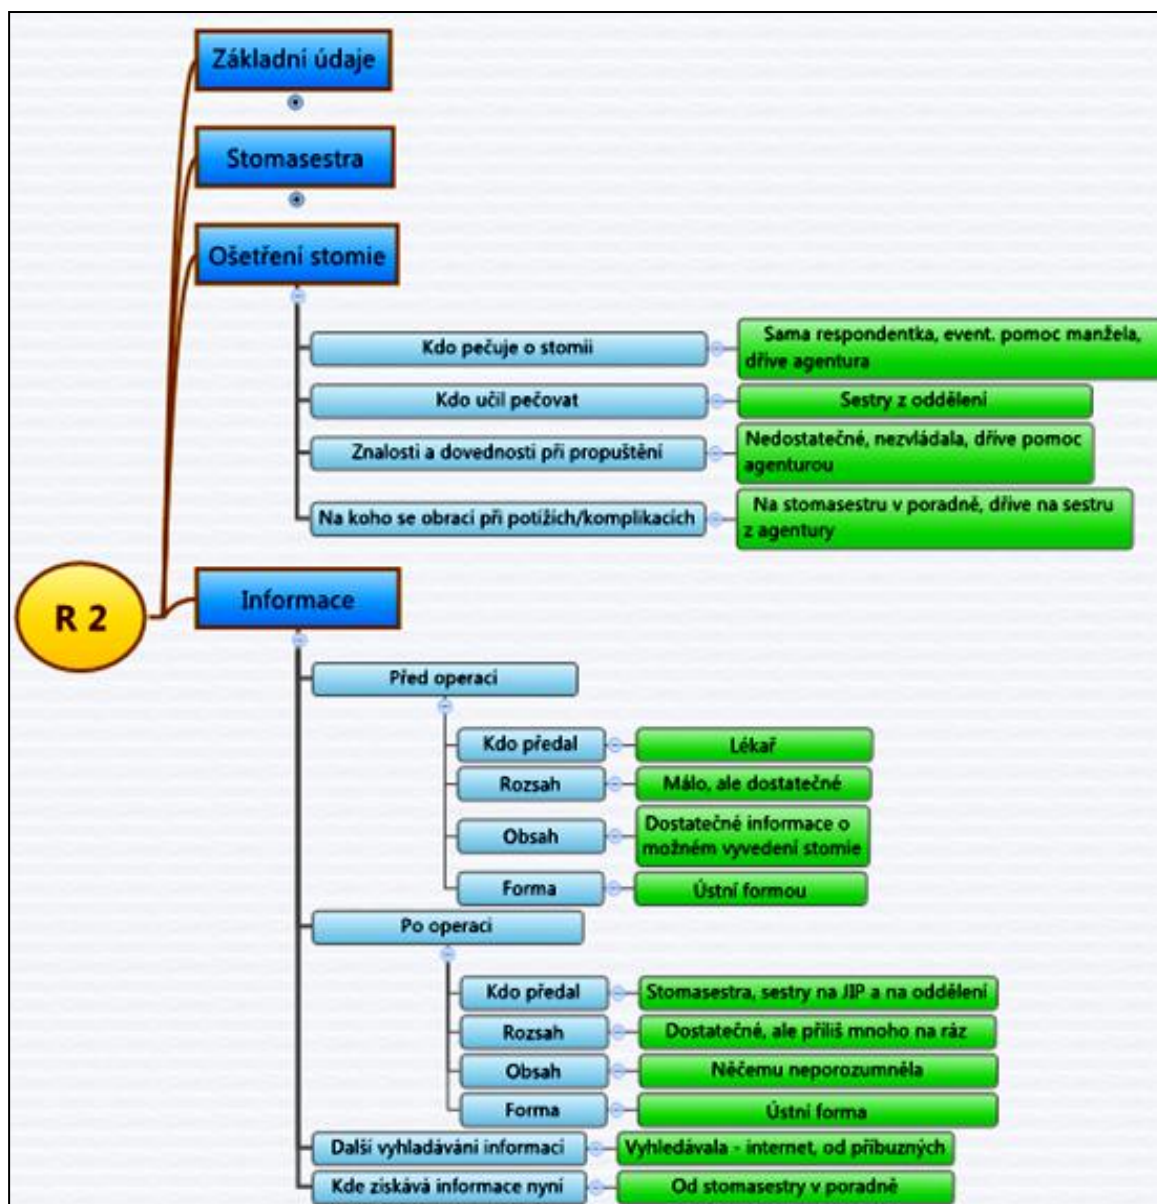 Základní údaje
Stomasestra
Ošetření stomie
Kdo pečuje o stomii
Sama respondentka, event. pomoc manžela,
dříve agentura
Kdo učil pečovat
Sestry z oddělení
Znalosti a dovednosti při propuštění
Nedostatečné, nezvládala, dříve pomoc
agenturou
Na koho se obrací při potížích/komplikacích
Na stomasestru v poradně, dříve na sestru
z agentury
R 2
Informace
Před operací
Kdo předal
Lékař
Rozsah
Málo, ale dostatečné
Obsah
Dostatečné informace o
možném vyvedení stomie
Forma
Ústní formou
Po operaci
Kdo předal
Stomasestra, sestry na JIP a na oddělení
Rozsah
Dostatečné, ale příliš mnoho na ráz
Obsah
Něčemu neporozumněla
Forma
Ústní forma
Další vyhladávání informací
Vyhledávala - internet, od příbuzných
Kde získává informace nyní
Od stomasestry v poradně